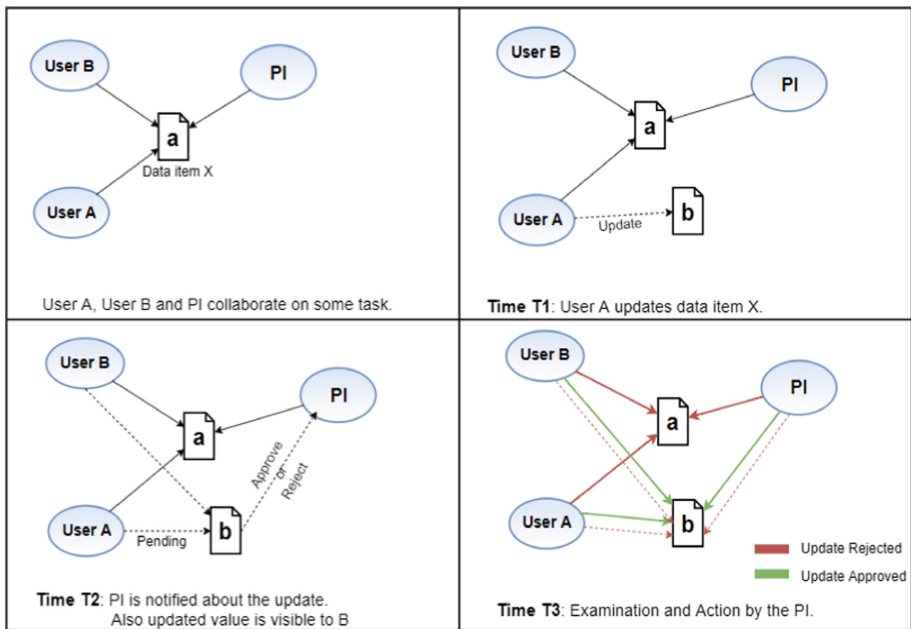 User B
PI
a
Data item X
User A
User A, User B and PI collaborate on some task.
User B
PI
a
b
User A
Update
Time T1: User A updates data item X.
User B
PI
a
Approve
or
Reject
User A
Pending
b
Time T2: PI is notified about the update.
Also updated value is visible to B
User B
PI
a
User A
b
Update Rejected
Update Approved
Time T3: Examination and Action by the PI.